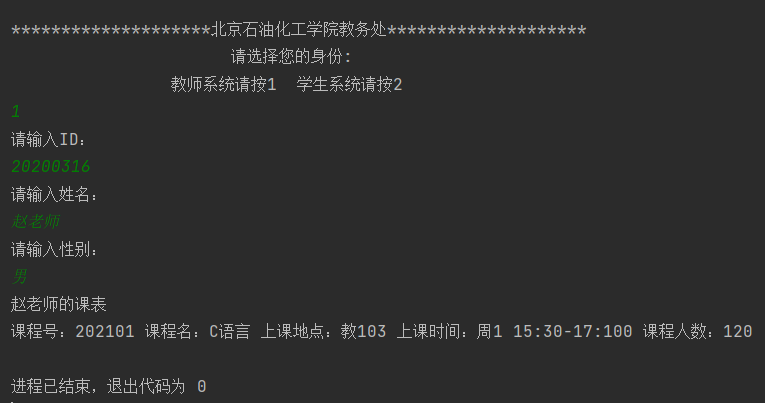 ********************北京石油化工学院教务处********************
请选择您的身份:
教师系统请按1  学生系统请按2
1
请输入ID:
20200316
请输入姓名:
赵老师
请输入性别:
男
赵老师的课表
课程号: 202101 课程名: C语言 上课地点: 教103 上课时间: 周1 15:30-17:100 课程人数: 120
进程已结束，退出代码为 0